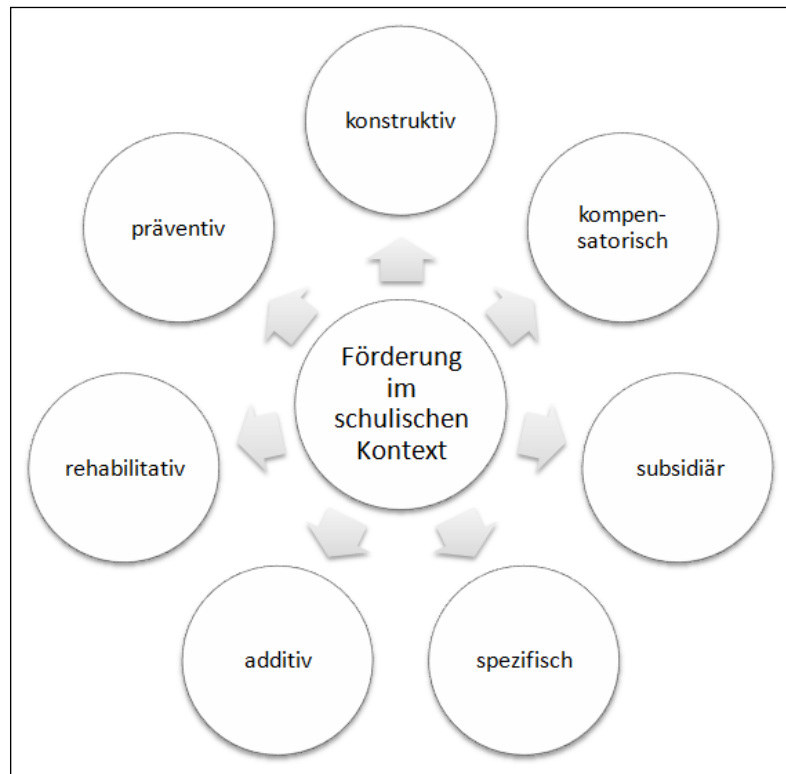 konstruktiv
kompen-
satorisch
subsidiär
spezifisch
additiv
rehabilitativ
präventiv
Förderung
im
schulischen
Kontext